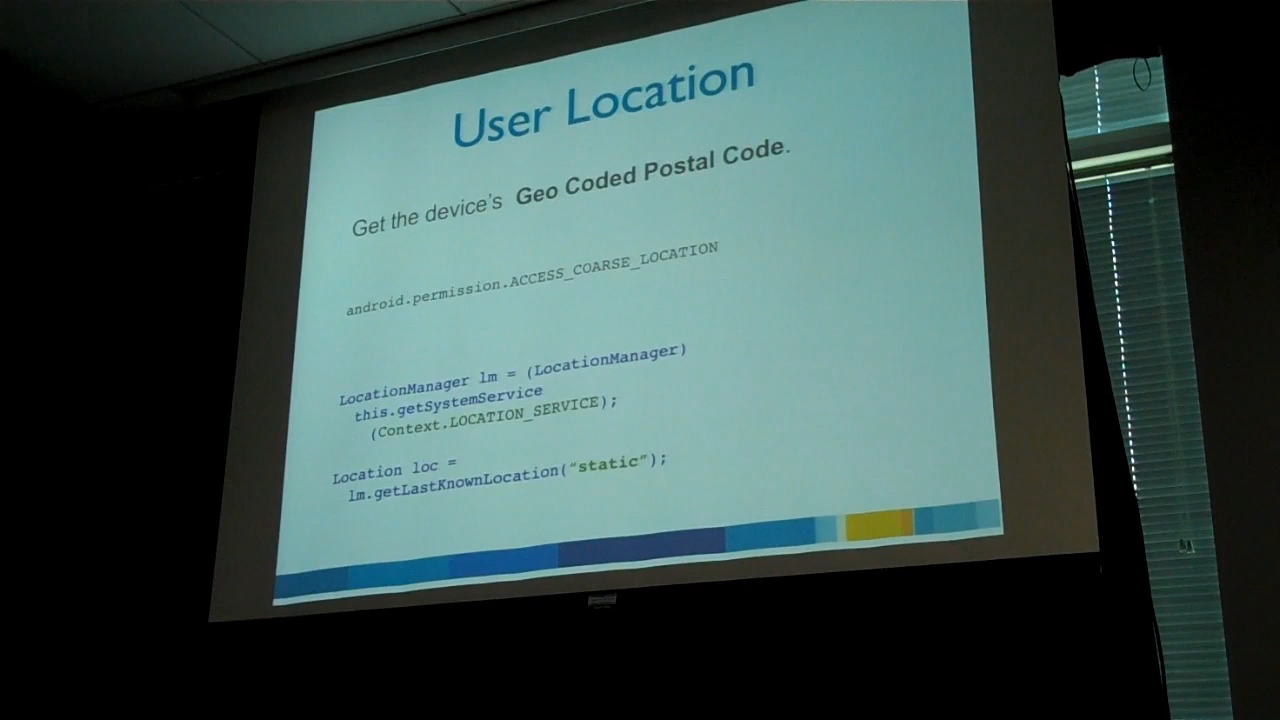 User Location
Get the device's Geo Coded Postal Code.
android.permission.ACCESS_COARSE_LOCATION
LocationManager lm = (LocationManager)
this.getSystemService
(Context.LOCATION_SERVICE);
Location loc =
lm.getLastKnownLocation(“static”);